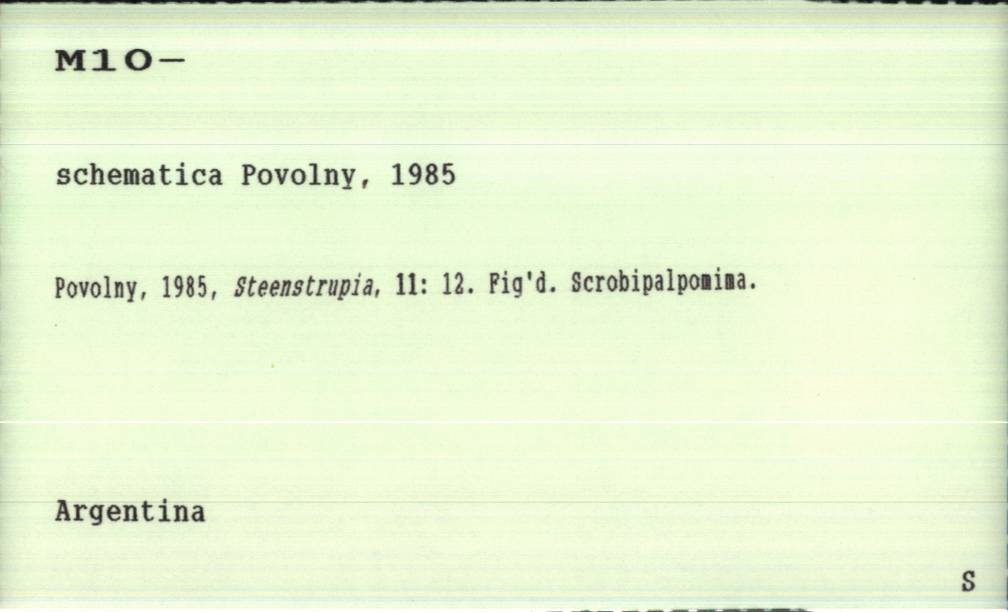 M10-
schematica Povolny, 1985
Povolny, 1985, Steenstrupia, 11: 12. Fig'd. Scrobipalpomima.
Argentina
S